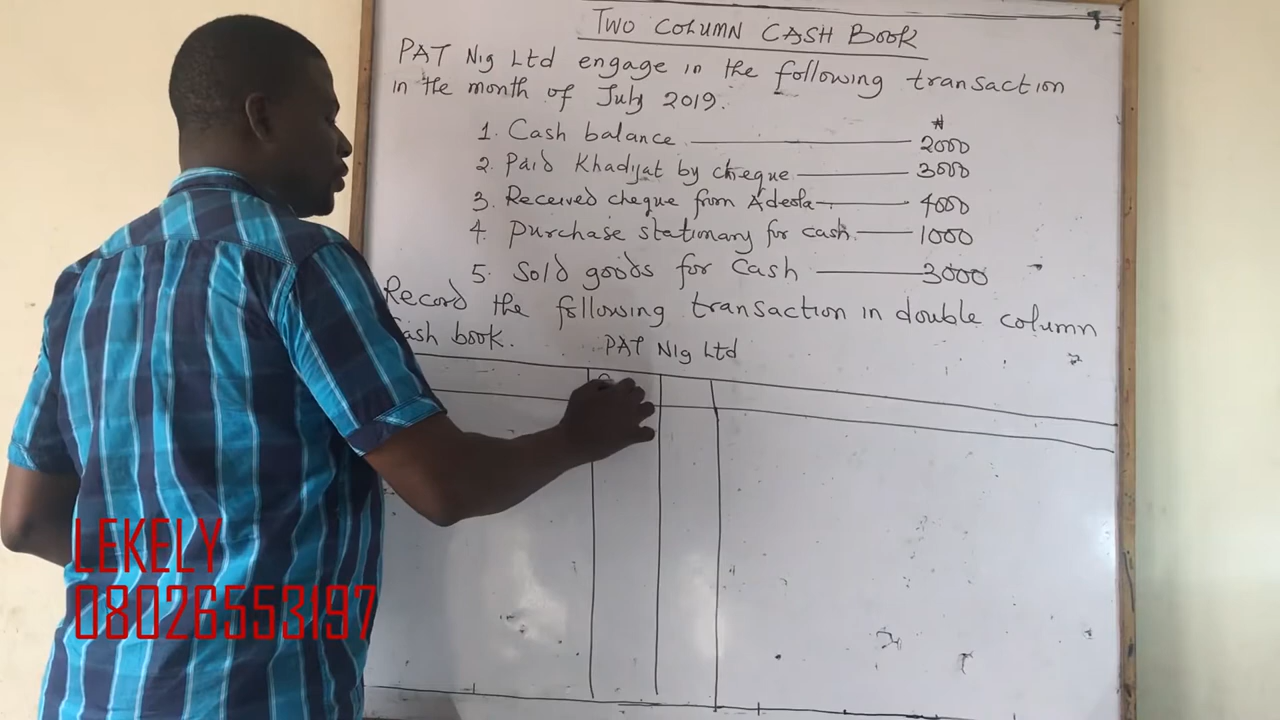 TWO COLUMN CASH BOOK
PAT Nig Ltd engage in the following transaction
in the month of July 2019.
₦
1. Cash balance 2000
2. Paid Khadijat by cheque 3000
3. Received cheque from Adeola 4000
4. Purchase stationary for cash. 1000
5. Sold goods for cash 3000
Record the following transaction in double column
cash book.
PAT NIg Ltd
LEKELY
08026553197